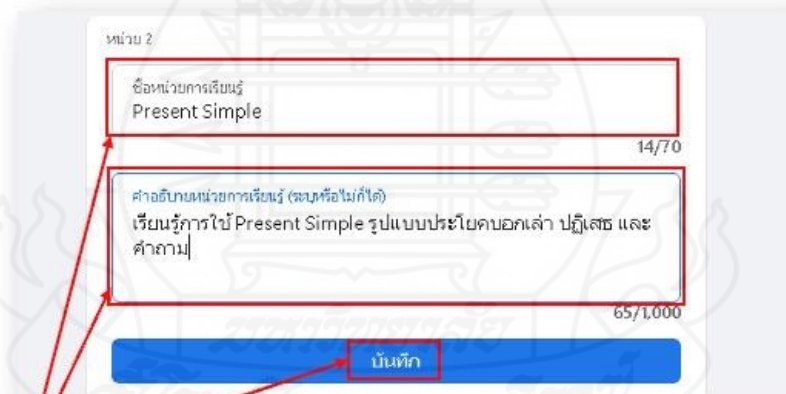 หน่วย 2
ชื่อหน่วยการเรียนรู้
Present Simple
14/70
คำอธิบายหน่วยการเรียนรู้ (ระบุหรือไม่ก็ได้)
เรียนรู้การใช้ Present Simple รูปแบบประโยคบอกเล่า ปฏิเสธ และ
คำถาม
65/1,000
บันทึก